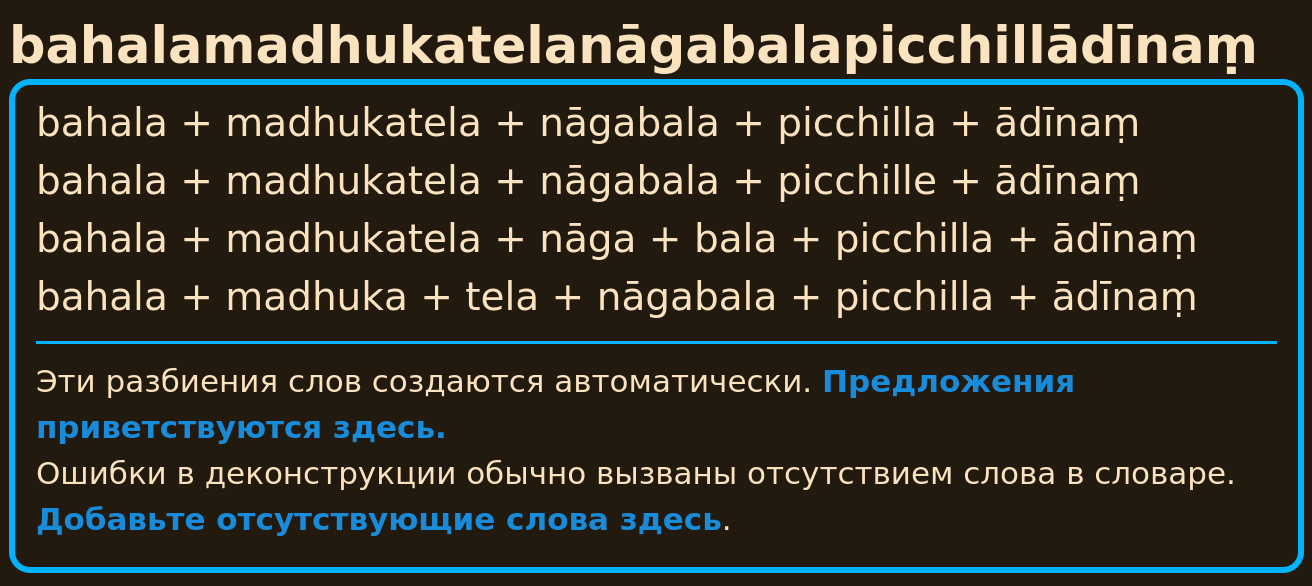 bahalamadhukatelanāgabalapicchillādīnaṃ
bahala + madhukatela + nāgabala + picchilla + ādīnaṃ
bahala + madhukatela + nāgabala + picchille + ādīnaṃ
bahala + madhukatela + nāga + bala + picchilla + ādīnaṃ
bahala + madhuka + tela + nāgabala + picchilla + ādīnaṃ
Эти разбиения слов создаются автоматически. Предложения
приветствуются здесь.
Ошибки в деконструкции обычно вызваны отсутствием слова в словаре.
Добавьте отсутствующие слова здесь.